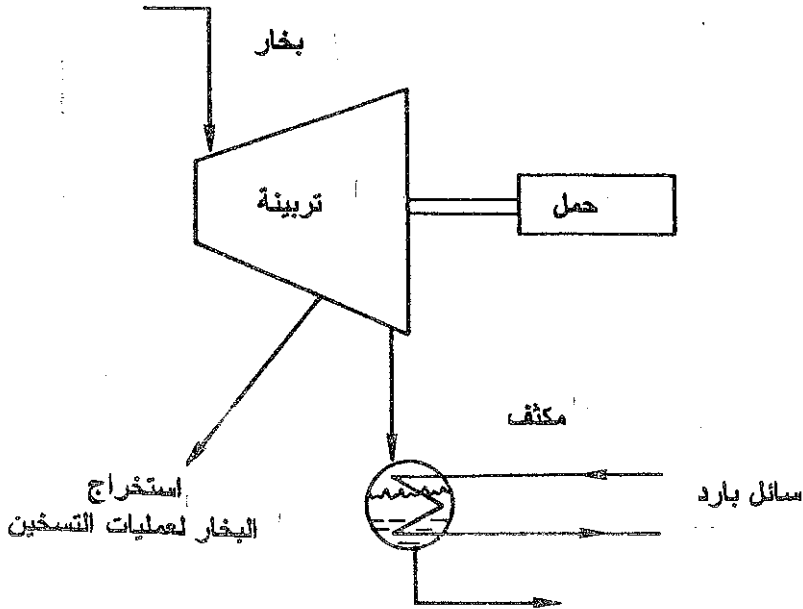 بخار
تربينة
حمل
مكثف
سائل بارد
استخراج
البخار لعمليات التسخين